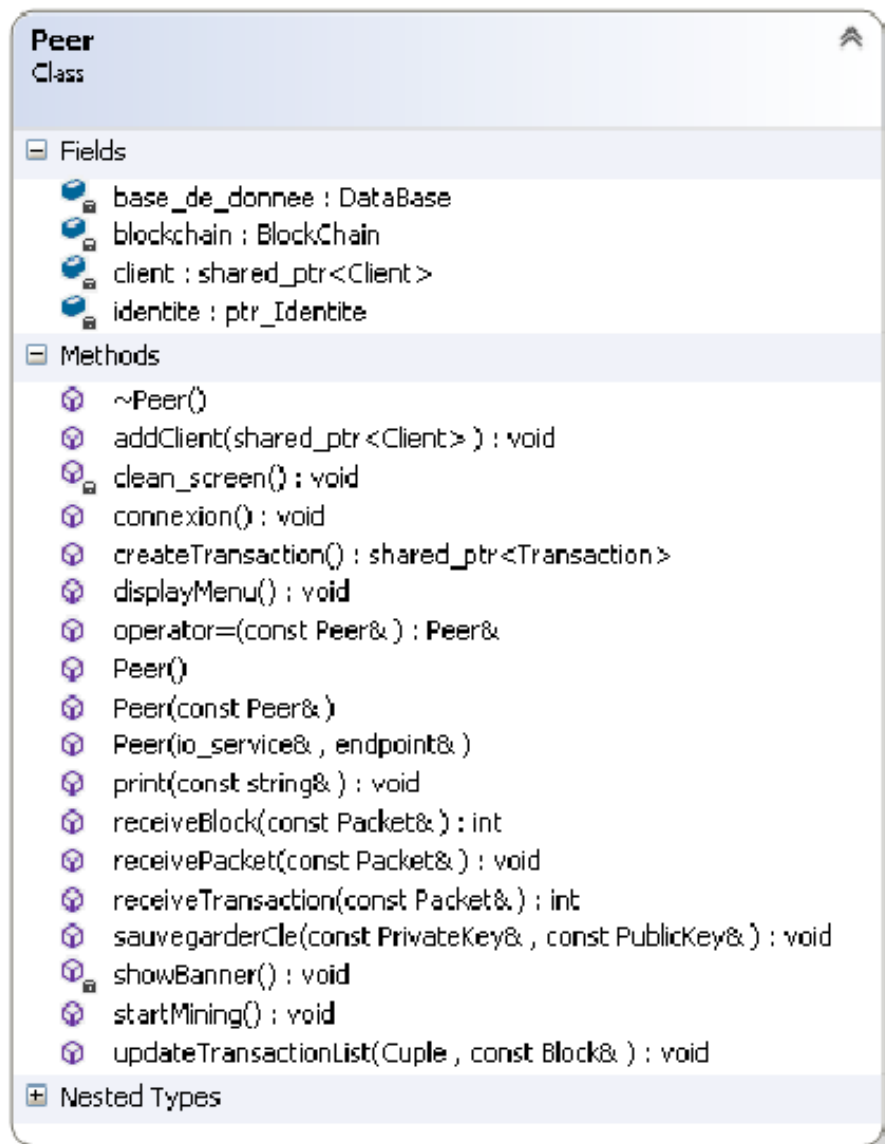 Peer
Class
Fields
base_de_donnee : DataBase
blockchain : BlockChain
client : shared_ptr<Client>
identite : ptr_Identite
Methods
~Peer()
addClient(shared_ptr<Client> ) : void
clean_screen() : void
connexion() : void
createTransaction() : shared_ptr<Transaction>
displayMenu() : void
operator=(const Peer& ) : Peer&
Peer()
Peer(const Peer& )
Peer(io_service& , endpoint& )
print(const string& ) : void
receiveBlock(const Packet& ) : int
receivePacket(const Packet& ) : void
receiveTransaction(const Packet& ) : int
sauvegarderCle(const PrivateKey& , const PublicKey& ) : void
showBanner() : void
startMining() : void
updateTransactionList(Cuple , const Block& ) : void
Nested Types